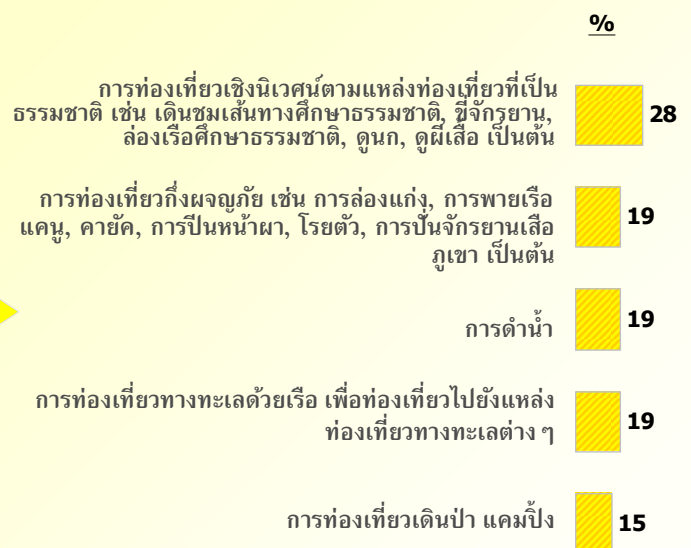 %
การท่องเที่ยวเชิงนิเวศน์ตามแหล่งท่องเที่ยวที่เป็น
ธรรมชาติ เช่น เดินชมเส้นทางศึกษาธรรมชาติ, ขี่จักรยาน,
ล่องเรือศึกษาธรรมชาติ, ดูนก, ดูผีเสื้อ เป็นต้น
28
การท่องเที่ยวกึ่งผจญภัย เช่น การล่องแก่ง, การพายเรือ
แคนู, คายัค, การปีนหน้าผา, โรยตัว, การปั่นจักรยานเสือ
ภูเขา เป็นต้น
19
การดำน้ำ
19
การท่องเที่ยวทางทะเลด้วยเรือ เพื่อท่องเที่ยวไปยังแหล่ง
ท่องเที่ยวทางทะเลต่าง ๆ
19
การท่องเที่ยวเดินป่า แคมปิ้ง
15